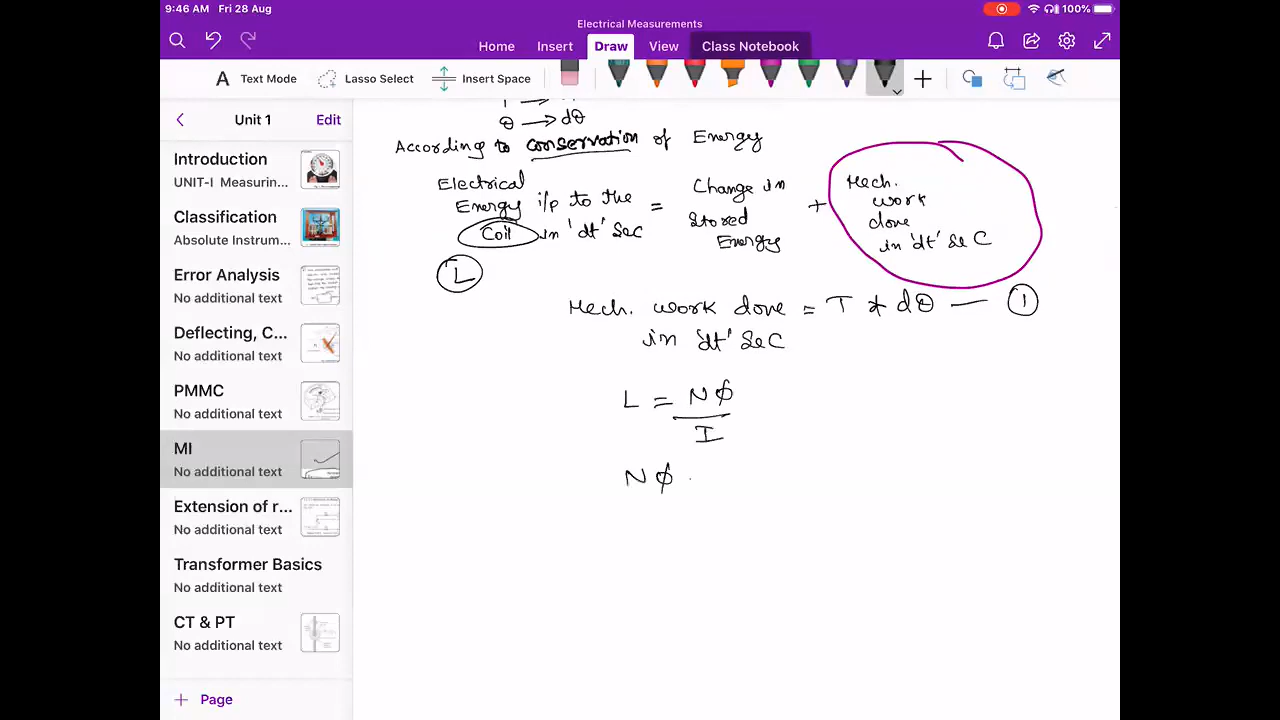 9:46 AM Fri 28 Aug
100%
Electrical Measurements
Home Insert Draw View Class Notebook
A Text Mode Lasso Select Insert Space
Unit 1 Edit
Introduction
UNIT-I Measurin...
Classification
Absolute Instrum...
Error Analysis
No additional text
Deflecting, C...
No additional text
PMMC
No additional text
MI
No additional text
Extension of r...
No additional text
Transformer Basics
No additional text
CT & PT
No additional text
+ Page
θ → dθ
According to conservation of Energy
Electrical
Energy i/p to the
Coil in 'dt' Sec
=
Change in
Stored
Energy
+
Mech.
work
done
in 'dt' Sec
L
Mech. work done = T * dθ — 1
in 'dt' Sec
L = NΦ
I
NΦ